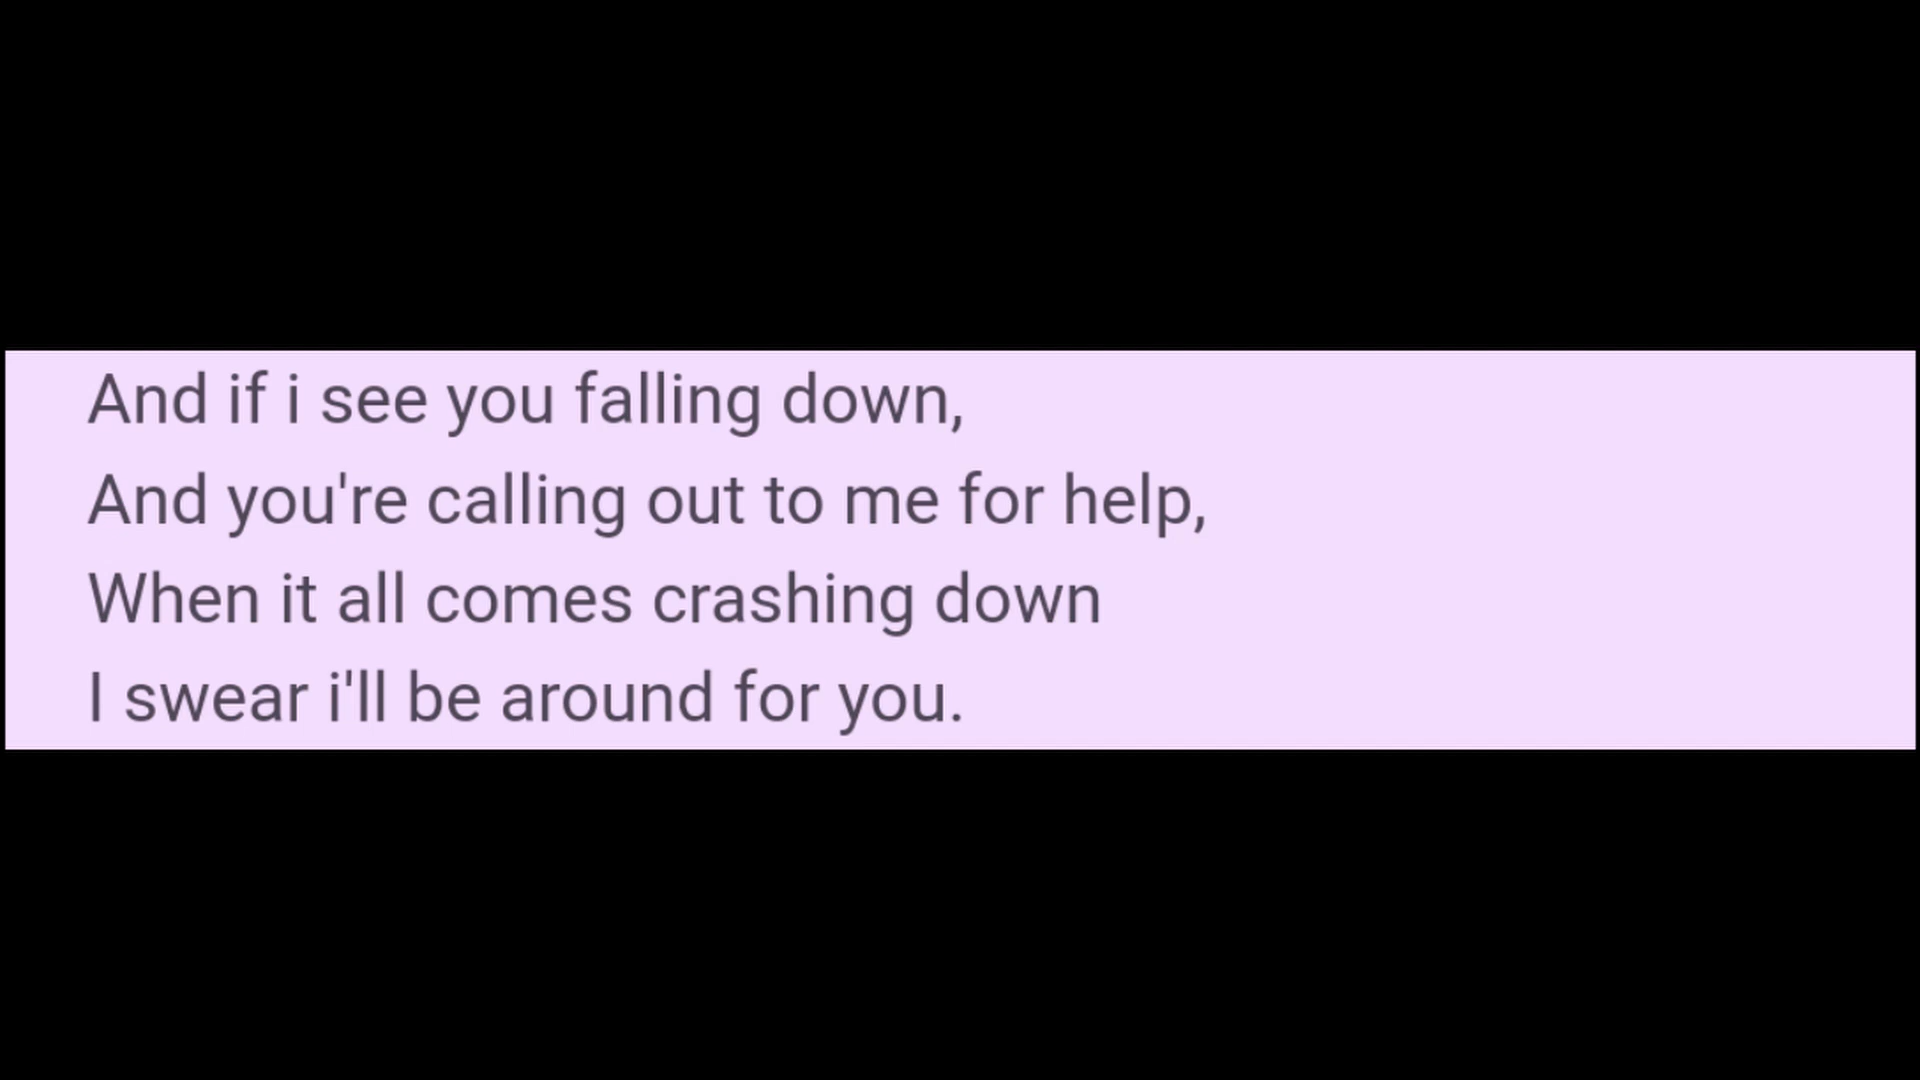 And if i see you falling down,
And you're calling out to me for help,
When it all comes crashing down
I swear i'll be around for you.